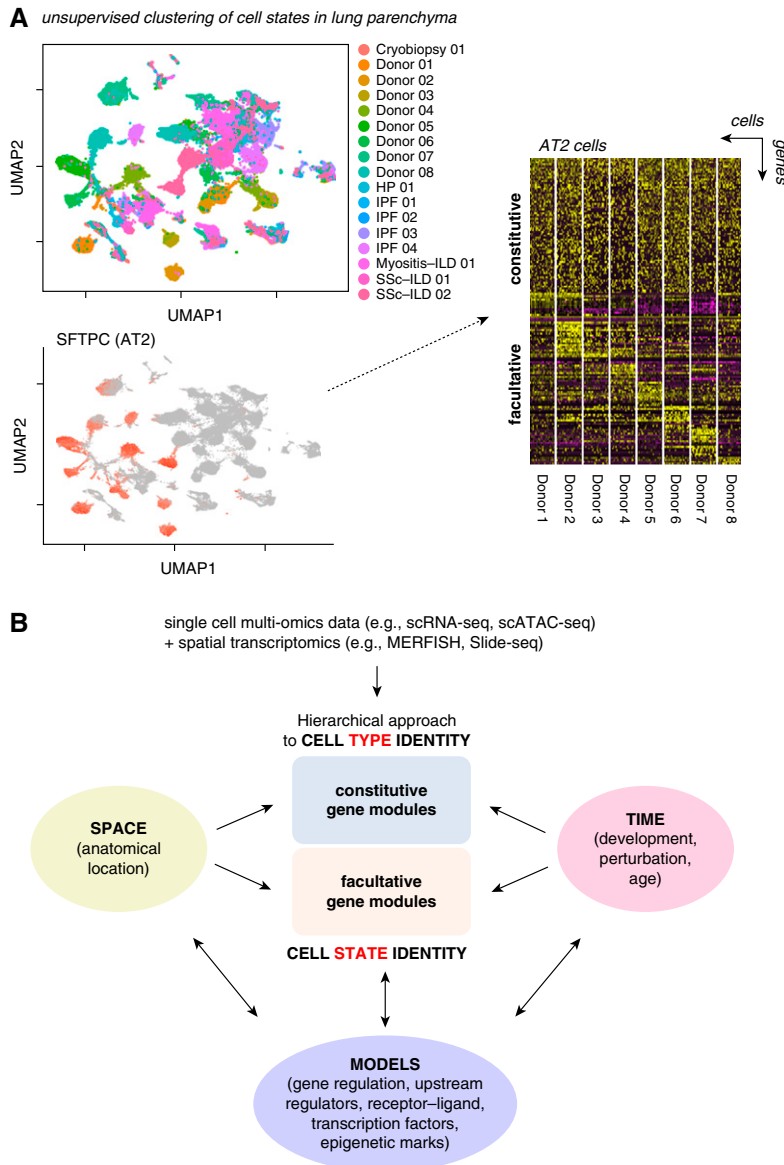 A
unsupervised clustering of cell states in lung parenchyma
UMAP2
UMAP1
Cryobiopsy 01
Donor 01
Donor 02
Donor 03
Donor 04
Donor 05
Donor 06
Donor 07
Donor 08
HP 01
IPF 01
IPF 02
IPF 03
IPF 04
Myositis–ILD 01
SSc–ILD 01
SSc–ILD 02
SFTPC (AT2)
UMAP2
UMAP1
cells
genes
AT2 cells
constitutive
facultative
Donor 1
Donor 2
Donor 3
Donor 4
Donor 5
Donor 6
Donor 7
Donor 8
B
single cell multi-omics data (e.g., scRNA-seq, scATAC-seq)
+ spatial transcriptomics (e.g., MERFISH, Slide-seq)
Hierarchical approach
to CELL TYPE IDENTITY
constitutive
gene modules
SPACE
(anatomical
location)
TIME
(development,
perturbation,
age)
facultative
gene modules
CELL STATE IDENTITY
MODELS
(gene regulation, upstream
regulators, receptor–ligand,
transcription factors,
epigenetic marks)